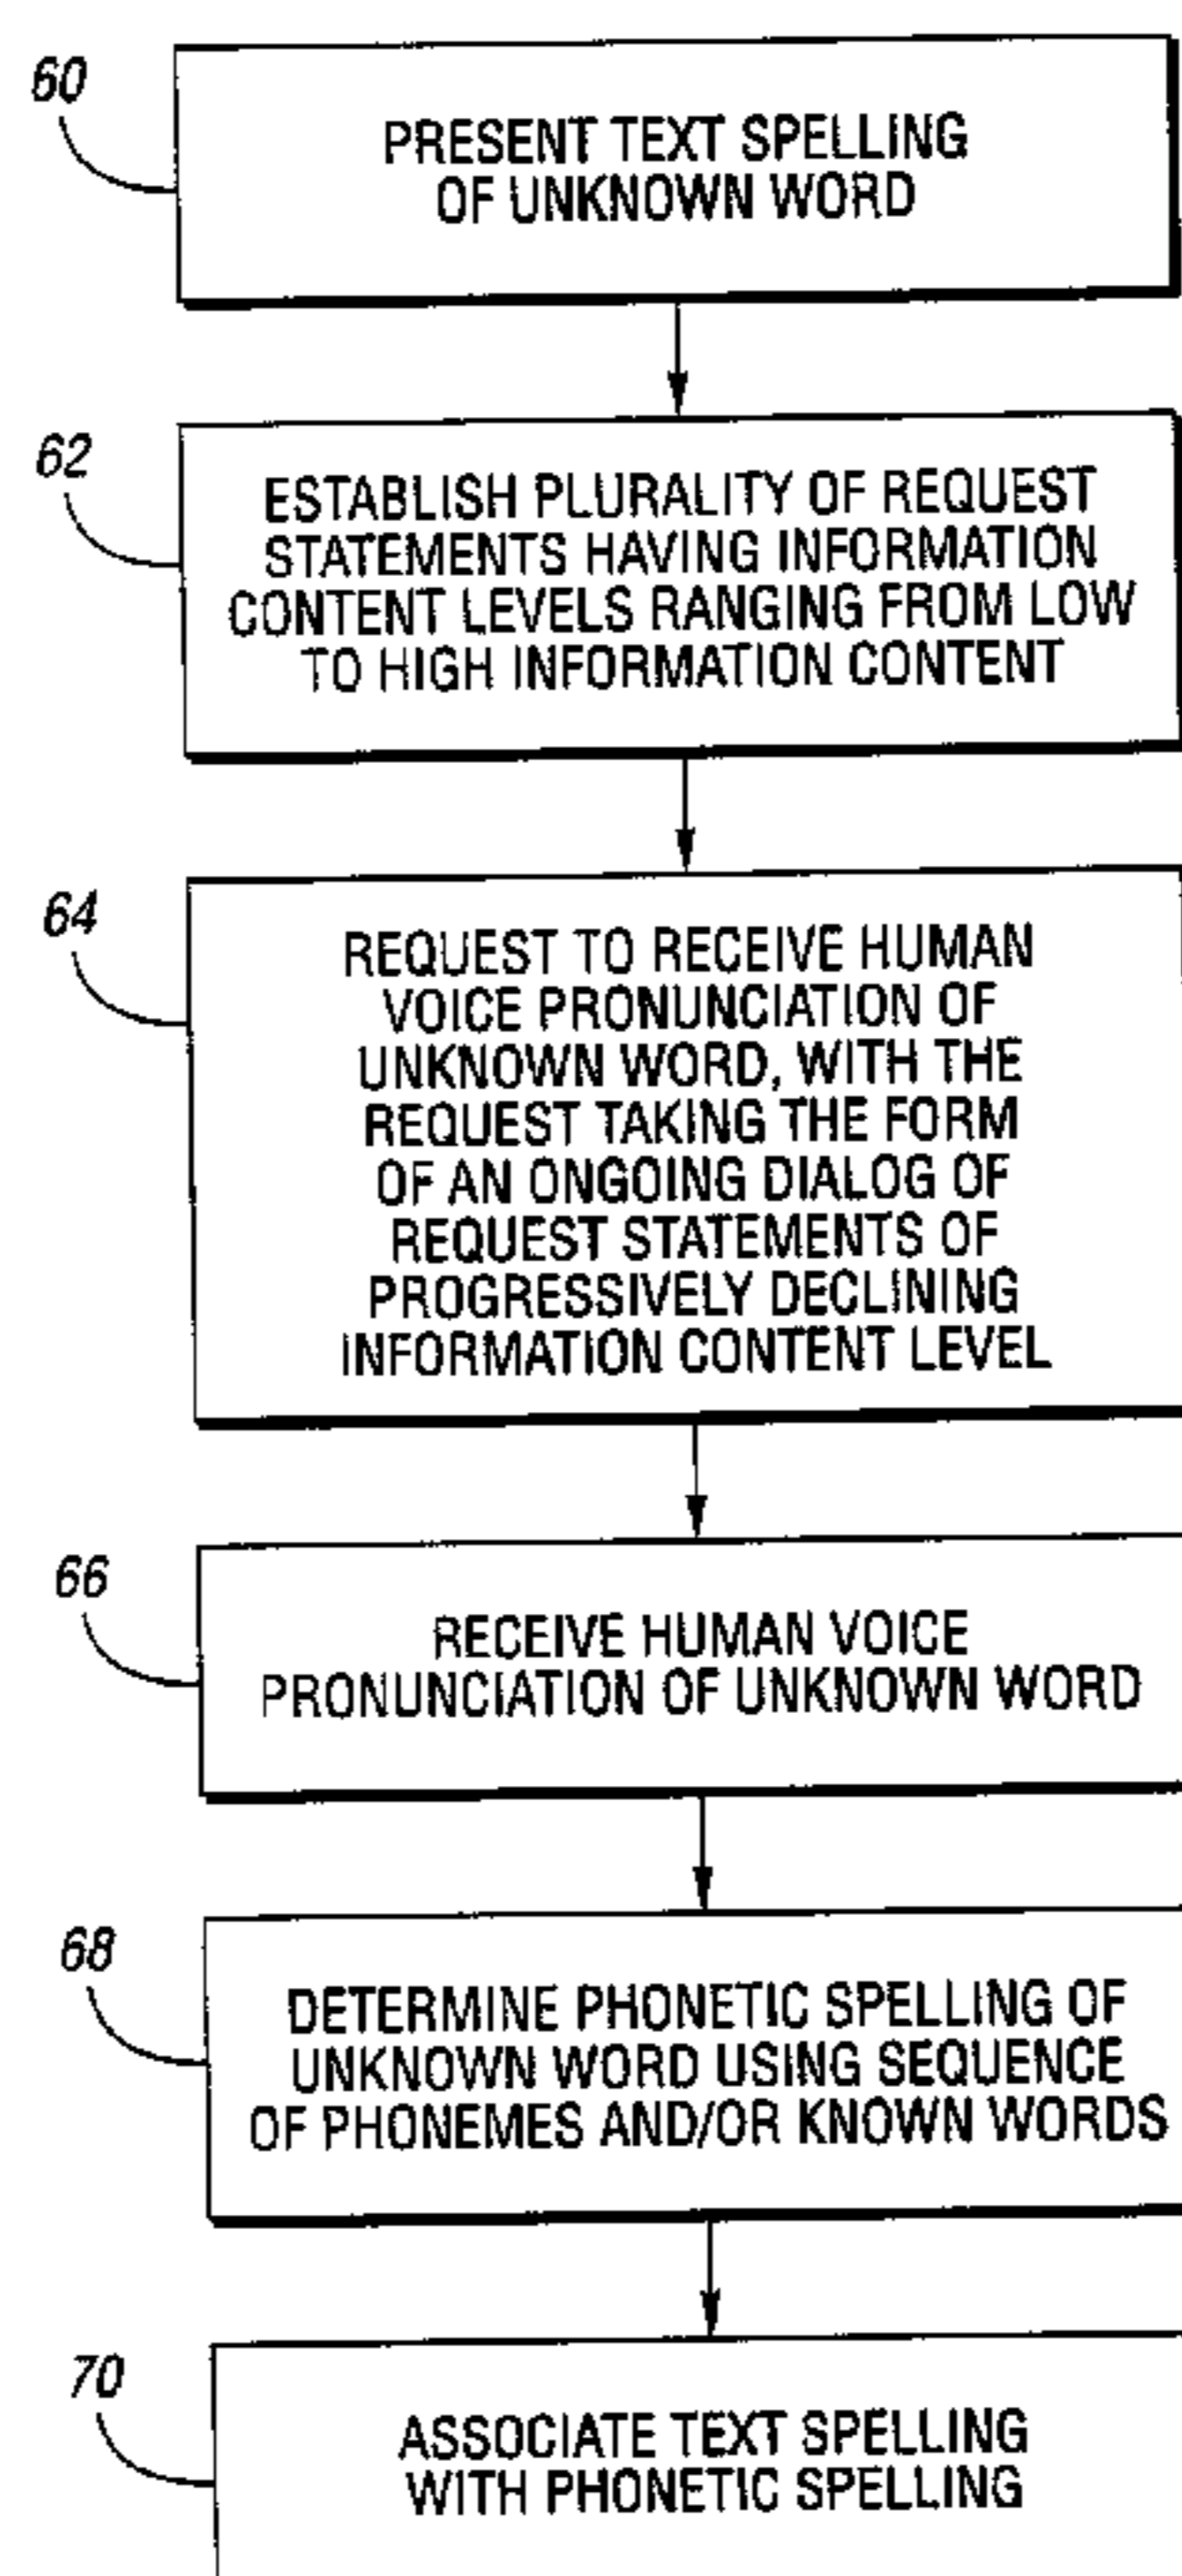 60
PRESENT TEXT SPELLING
OF UNKNOWN WORD
62
ESTABLISH PLURALITY OF REQUEST
STATEMENTS HAVING INFORMATION
CONTENT LEVELS RANGING FROM LOW
TO HIGH INFORMATION CONTENT
64
REQUEST TO RECEIVE HUMAN
VOICE PRONUNCIATION OF
UNKNOWN WORD, WITH THE
REQUEST TAKING THE FORM
OF AN ONGOING DIALOG OF
REQUEST STATEMENTS OF
PROGRESSIVELY DECLINING
INFORMATION CONTENT LEVEL
66
RECEIVE HUMAN VOICE
PRONUNCIATION OF UNKNOWN WORD
68
DETERMINE PHONETIC SPELLING OF
UNKNOWN WORD USING SEQUENCE
OF PHONEMES AND/OR KNOWN WORDS
70
ASSOCIATE TEXT SPELLING
WITH PHONETIC SPELLING